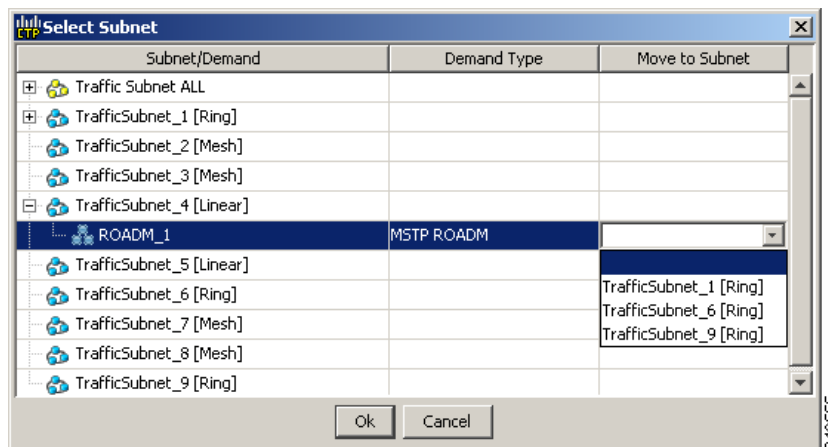 CTP Select Subnet
Subnet/Demand Demand Type Move to Subnet
Traffic Subnet ALL
TrafficSubnet_1 [Ring]
TrafficSubnet_2 [Mesh]
TrafficSubnet_3 [Mesh]
TrafficSubnet_4 [Linear]
ROADM_1 MSTP ROADM
TrafficSubnet_5 [Linear]
TrafficSubnet_1 [Ring]
TrafficSubnet_6 [Ring]
TrafficSubnet_6 [Ring]
TrafficSubnet_7 [Mesh]
TrafficSubnet_9 [Ring]
TrafficSubnet_8 [Mesh]
TrafficSubnet_9 [Ring]
Ok Cancel